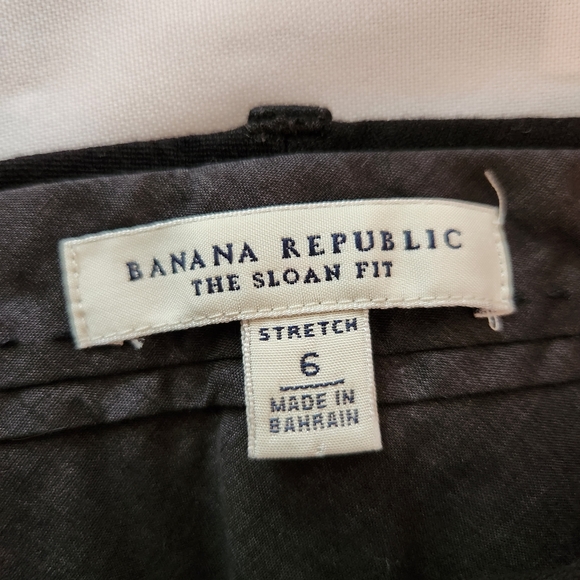 BANANA REPUBLIC
THE SLOAN FIT
STRETCH
6
MADE IN
BAHRAIN